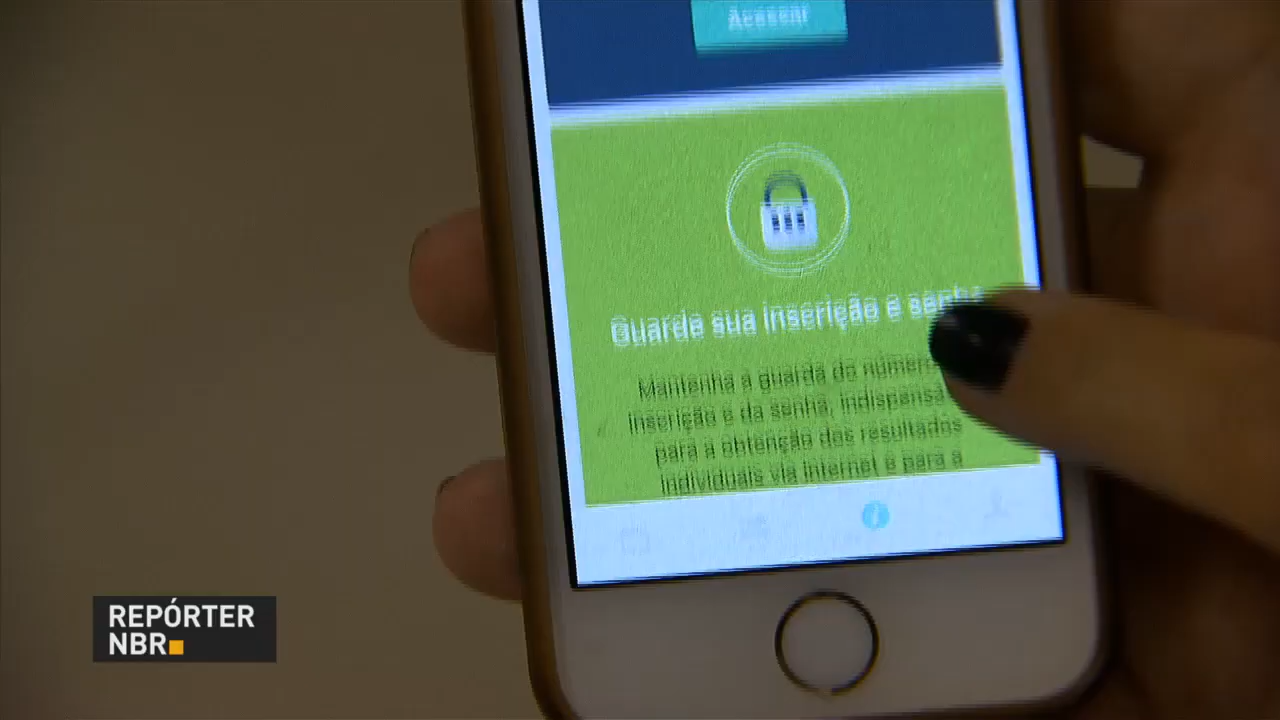 Acessar
Guarde sua inscrição e senha
Mantenha a guarda do número
inscrição e da senha, indispensá
para a obtenção dos resultados
individuais via internet e para a
REPÓRTER
NBR